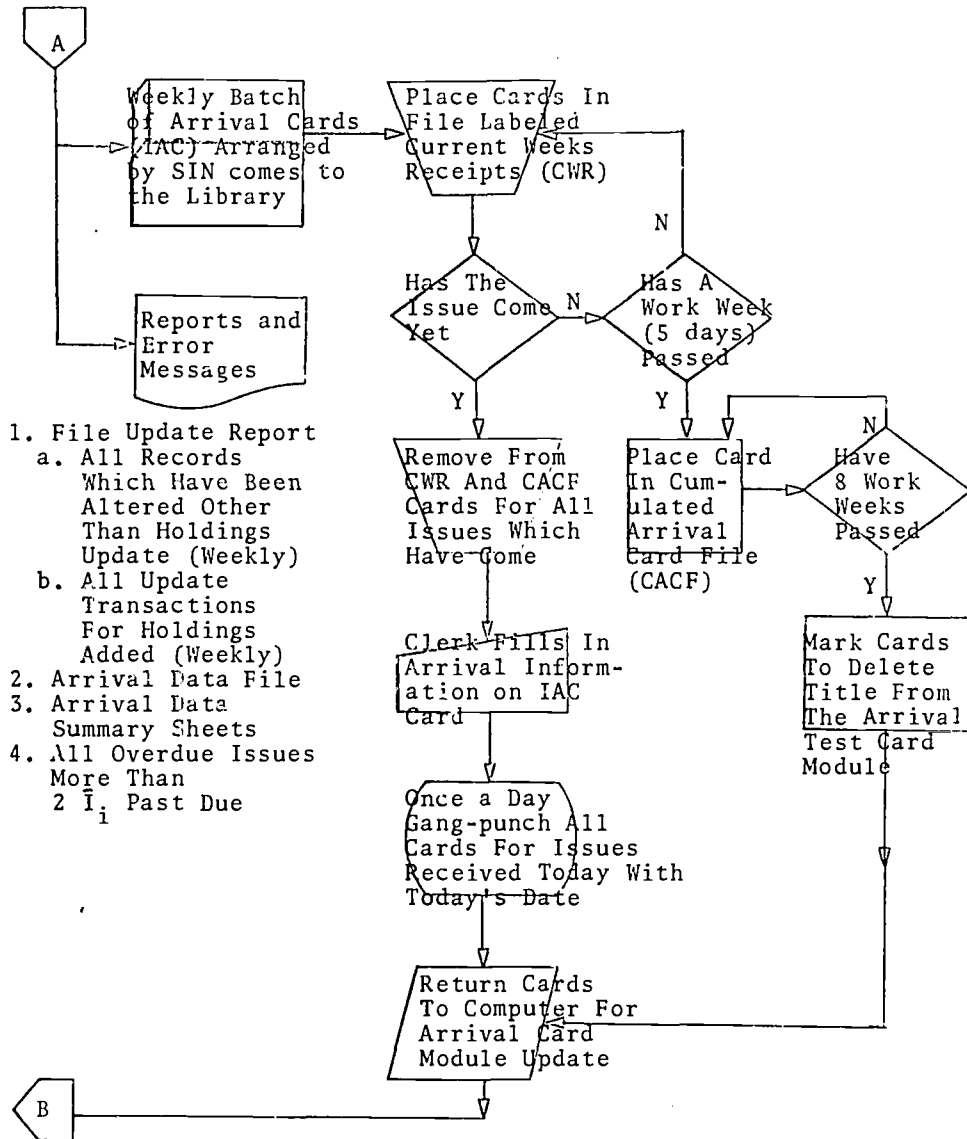 A
Weekly Batch
of Arrival Cards
(IAC) Arranged
by SIN comes to
the Library
Place Cards In
File Labeled
Current Weeks
Receipts (CWR)
N
Has The
Issue Come
Yet
N
Has A
Work Week
(5 days)
Passed
Reports and
Error
Messages
Y
Y
1. File Update Report
a. All Records
Which Have Been
Altered Other
Than Holdings
Update (Weekly)
b. All Update
Transactions
For Holdings
Added (Weekly)
2. Arrival Data File
3. Arrival Data
Summary Sheets
4. All Overdue Issues
More Than
2 Ī_i Past Due
Remove From
CWR And CACF
Cards For All
Issues Which
Have Come
Place Card
In Cum-
ulated
Arrival
Card File
(CACF)
N
Have
8 Work
Weeks
Passed
Y
Clerk Fills In
Arrival Inform-
ation on IAC
Card
Mark Cards
To Delete
Title From
The Arrival
Test Card
Module
Once a Day
Gang-punch All
Cards For Issues
Received Today With
Today's Date
Return Cards
To Computer For
Arrival Card
Module Update
B